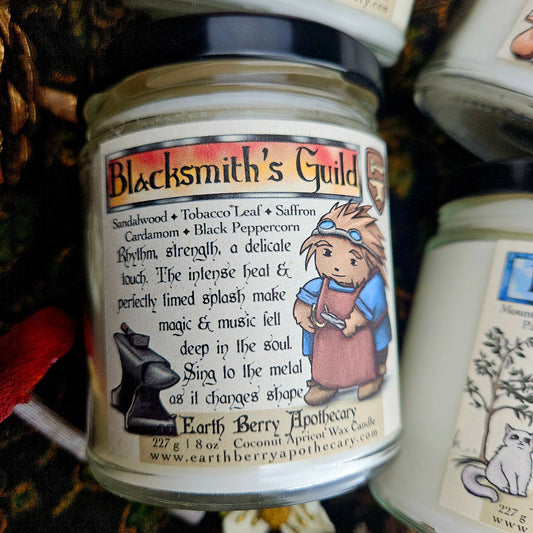 Blacksmith's Guild
Sandalwood ✦ Tobacco Leaf ✦ Saffron
Cardamom ✦ Black Peppercorn
Rhythm, strength, a delicate
touch. The intense heat &
perfectly timed splash make
magic & music felt
deep in the soul.
Sing to the metal
as it changes shape
Earth Berry Apothecary
227 g | 8 oz Coconut Apricot Wax Candle
www.earthberryapothecary.com
227 g